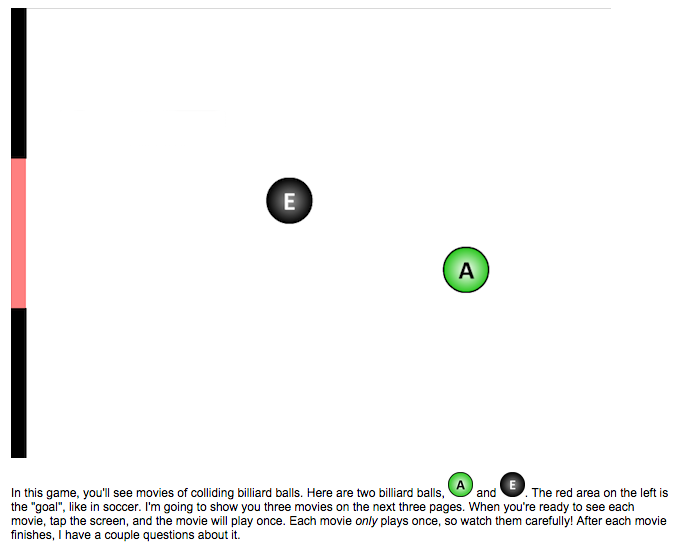 E
A
In this game, you'll see movies of colliding billiard balls. Here are two billiard balls, A and E. The red area on the left is
the "goal", like in soccer. I'm going to show you three movies on the next three pages. When you're ready to see each
movie, tap the screen, and the movie will play once. Each movie only plays once, so watch them carefully! After each movie
finishes, I have a couple questions about it.